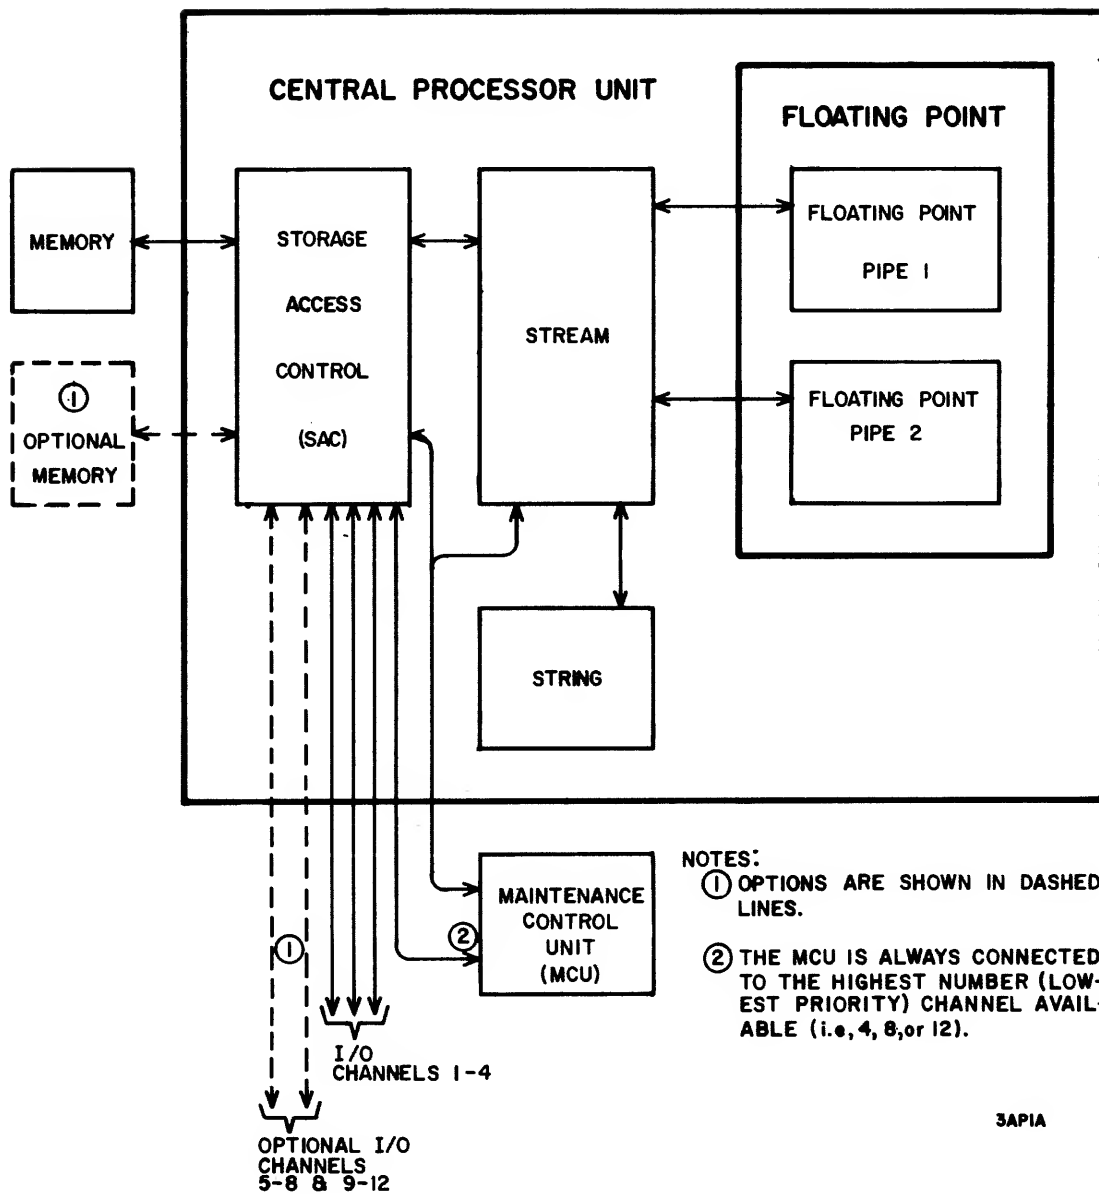 CENTRAL PROCESSOR UNIT
FLOATING POINT
MEMORY
STORAGE
ACCESS
CONTROL
(SAC)
STREAM
FLOATING POINT
PIPE 1
FLOATING POINT
PIPE 2
①
OPTIONAL
MEMORY
STRING
MAINTENANCE
CONTROL
UNIT
(MCU)
②
①
I/O
CHANNELS 1-4
OPTIONAL I/O
CHANNELS
5-8 & 9-12
NOTES:
① OPTIONS ARE SHOWN IN DASHED
LINES.
② THE MCU IS ALWAYS CONNECTED
TO THE HIGHEST NUMBER (LOW-
EST PRIORITY) CHANNEL AVAIL-
ABLE (i.e, 4, 8, or 12).
3AP1A